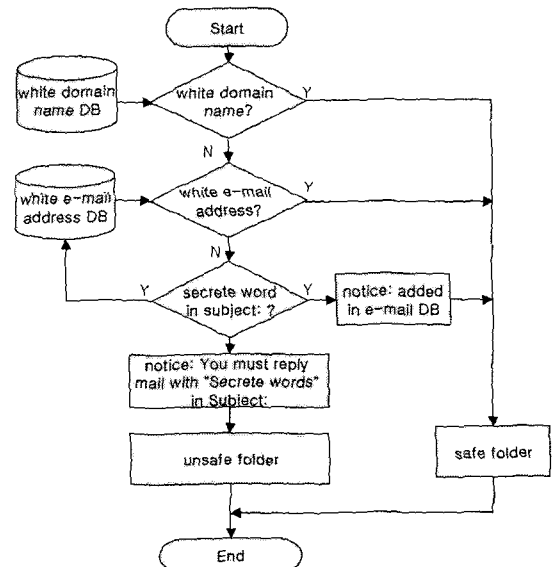 Start
white domain
name DB
white domain
name?
Y
N
white e-mail
address DB
white e-mail
address?
Y
N
Y
secrete word
in subject: ?
Y
notice: added
in e-mail DB
notice: You must reply
mail with "Secrete words"
in Subject:
unsafe folder
safe folder
End